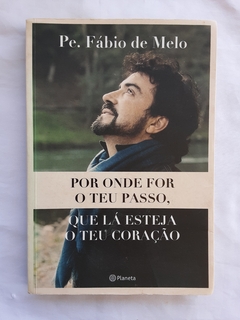 Pe. Fábio de Melo
POR ONDE FOR
O TEU PASSO,
QUE LÁ ESTEJA
O TEU CORAÇÃO
Planeta